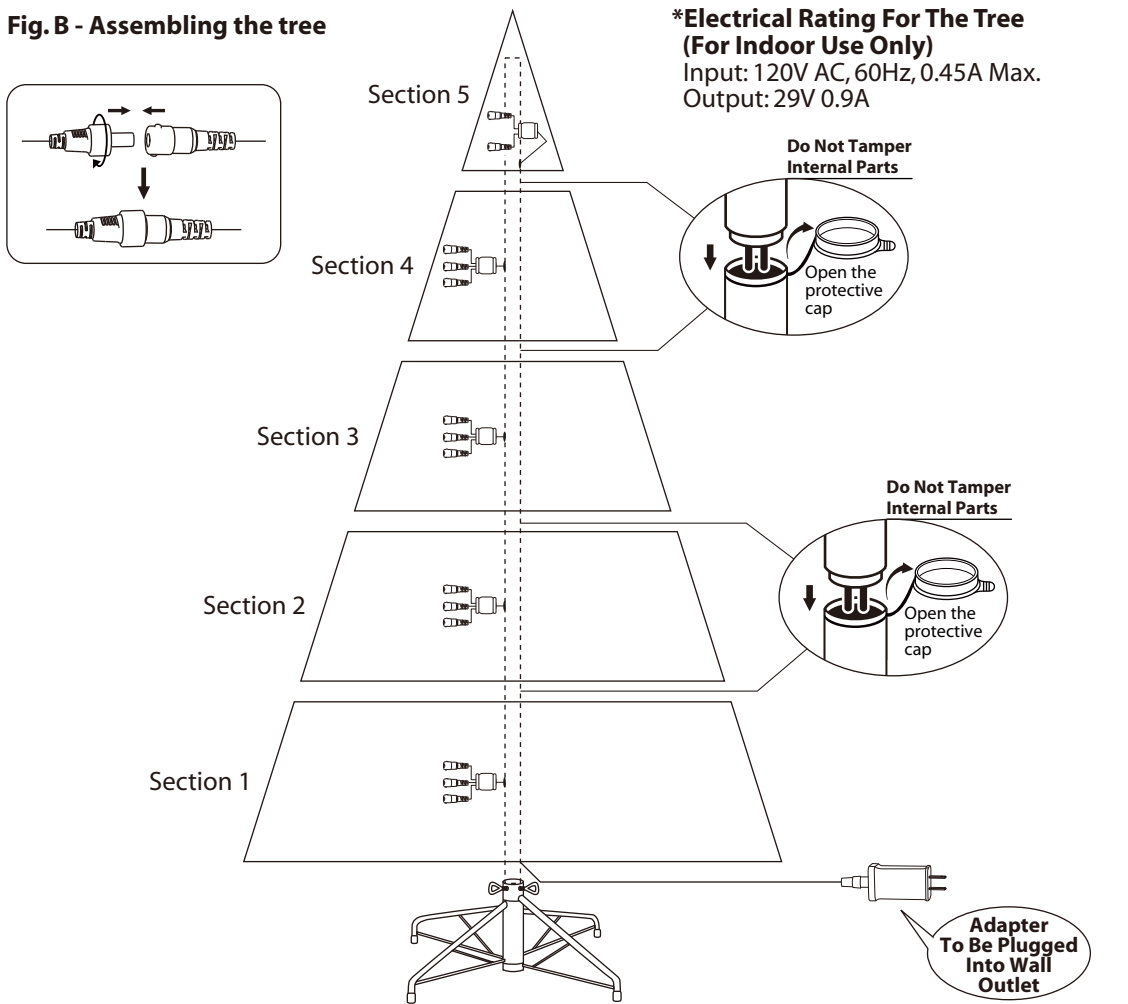 Fig. B - Assembling the tree
*Electrical Rating For The Tree
(For Indoor Use Only)
Input: 120V AC, 60Hz, 0.45A Max.
Output: 29V 0.9A
Section 5
Do Not Tamper
Internal Parts
Open the
protective
cap
Section 4
Section 3
Do Not Tamper
Internal Parts
Open the
protective
cap
Section 2
Section 1
Adapter
To Be Plugged
Into Wall
Outlet